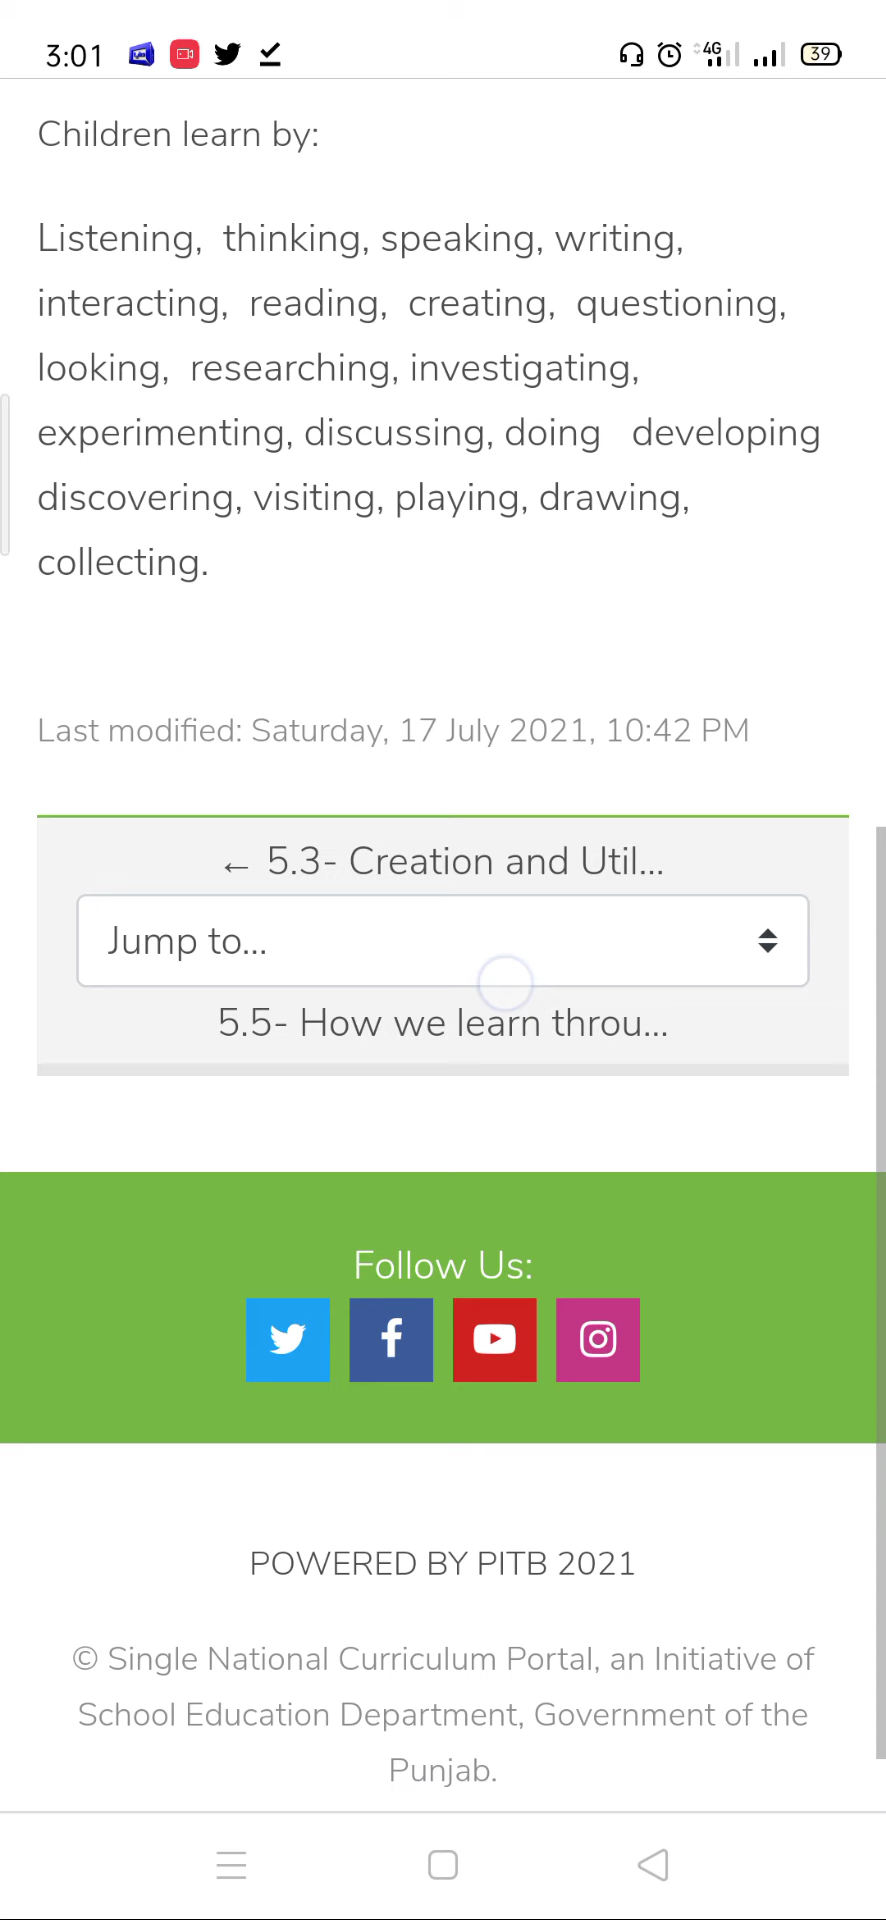 3:01 4G 39
Children learn by:
Listening, thinking, speaking, writing,
interacting, reading, creating, questioning,
looking, researching, investigating,
experimenting, discussing, doing developing
discovering, visiting, playing, drawing,
collecting.
Last modified: Saturday, 17 July 2021, 10:42 PM
← 5.3- Creation and Util...
Jump to...
5.5- How we learn throu...
Follow Us:
POWERED BY PITB 2021
© Single National Curriculum Portal, an Initiative of
School Education Department, Government of the
Punjab.